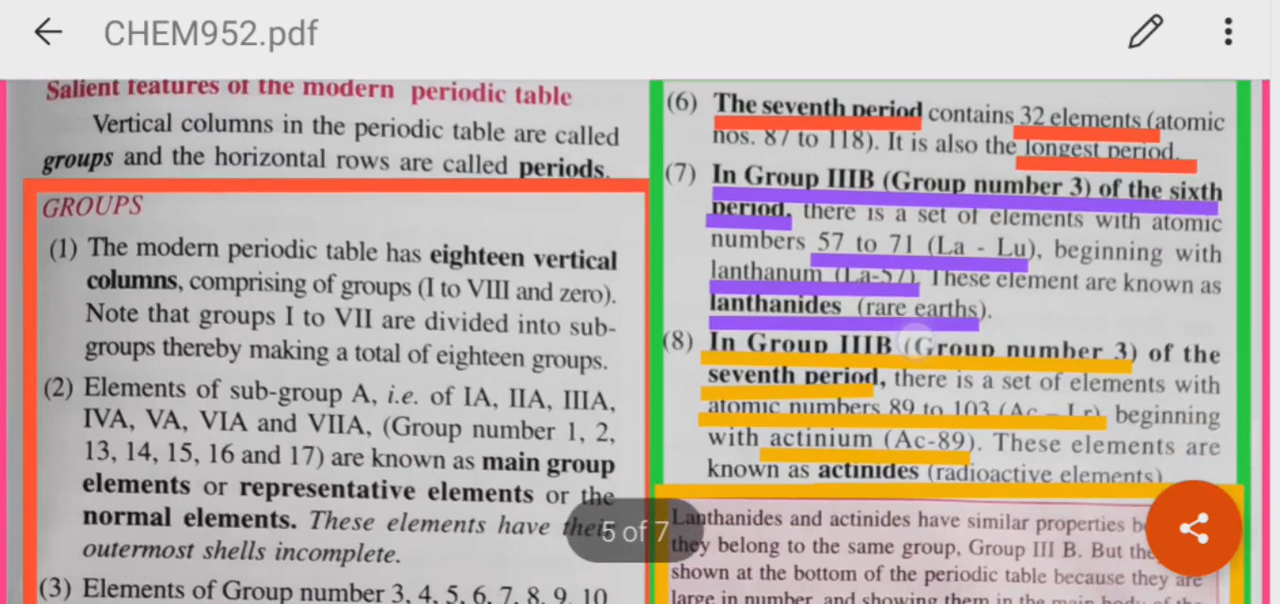 CHEM952.pdf
Salient features of the modern periodic table
Vertical columns in the periodic table are called
groups and the horizontal rows are called periods.
GROUPS
(1) The modern periodic table has eighteen vertical
columns, comprising of groups (I to VIII and zero).
Note that groups I to VII are divided into sub-
groups thereby making a total of eighteen groups.
(2) Elements of sub-group A, i.e. of IA, IIA, IIIA,
IVA, VA, VIA and VIIA, (Group number 1, 2,
13, 14, 15, 16 and 17) are known as main group
elements or representative elements or the
normal elements. These elements have their
outermost shells incomplete.
(3) Elements of Group number 3, 4, 5, 6, 7, 8, 9, 10
(6) The seventh period contains 32 elements (atomic
nos. 87 to 118). It is also the longest period.
(7) In Group IIIB (Group number 3) of the sixth
period, there is a set of elements with atomic
numbers 57 to 71 (La - Lu), beginning with
lanthanum (La-57). These element are known as
lanthanides (rare earths).
(8) In Group IIIB (Group number 3) of the
seventh period, there is a set of elements with
atomic numbers 89 to 103 (Ac – Lr) beginning
with actinium (Ac-89). These elements are
known as actinides (radioactive elements)
Lanthanides and actinides have similar properties
they belong to the same group, Group III B. But
shown at the bottom of the periodic table because they are
large in number, and showing them in the main body of the
5 of 7